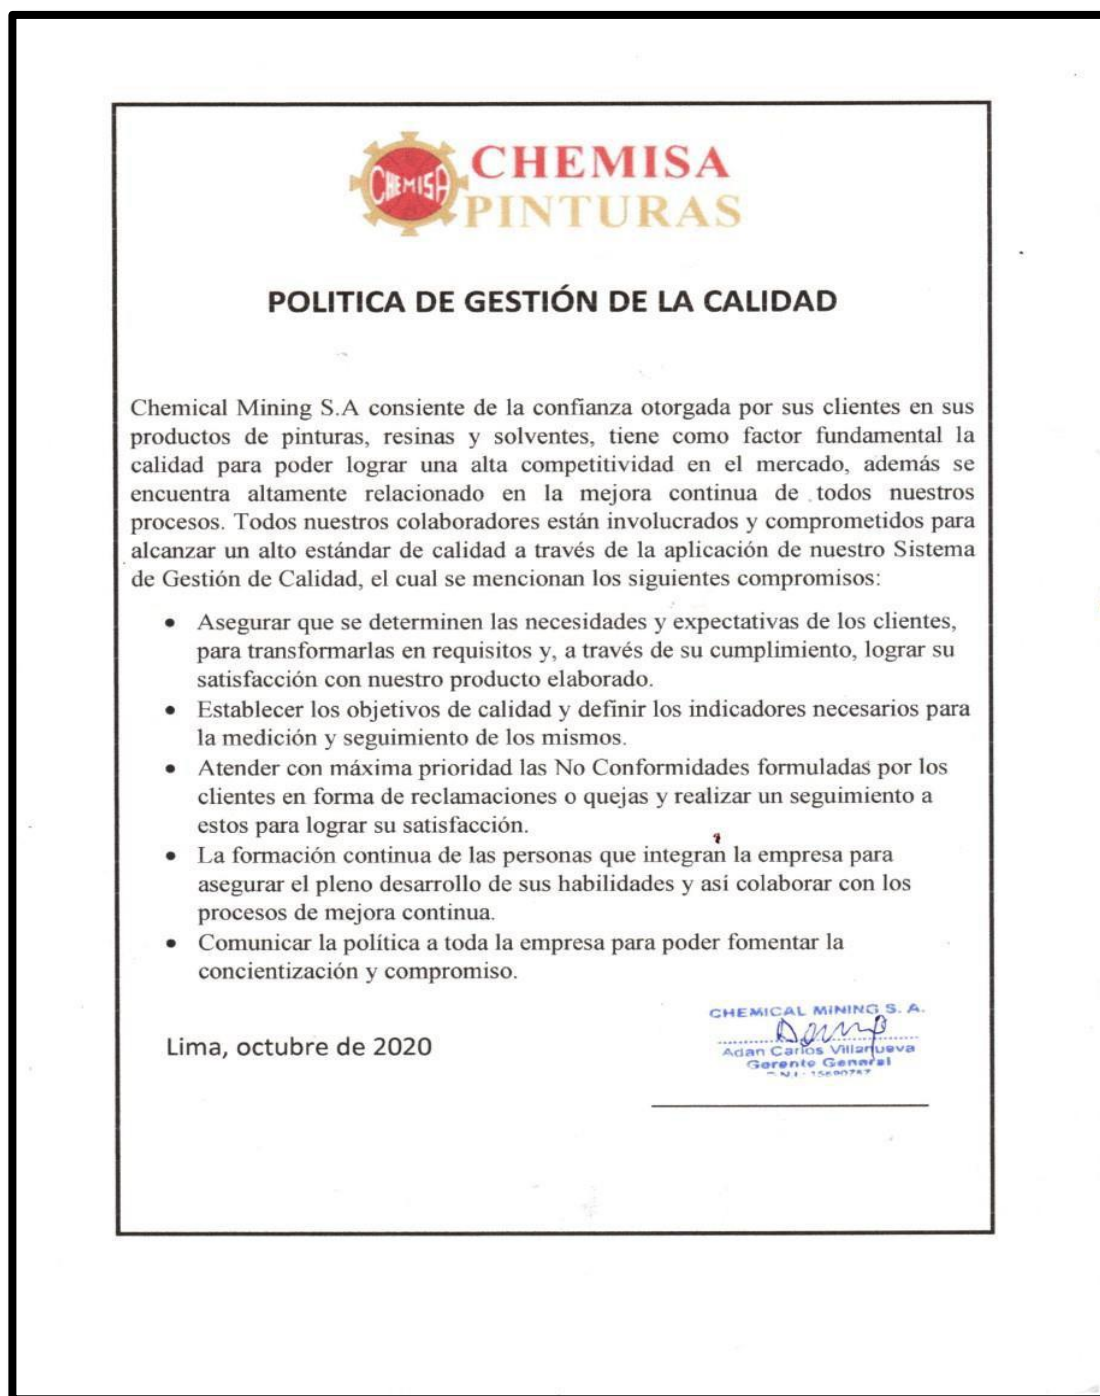 CHEMISA
CHEMISA
PINTURAS
POLITICA DE GESTIÓN DE LA CALIDAD
Chemical Mining S.A consiente de la confianza otorgada por sus clientes en sus
productos de pinturas, resinas y solventes, tiene como factor fundamental la
calidad para poder lograr una alta competitividad en el mercado, además se
encuentra altamente relacionado en la mejora continua de todos nuestros
procesos. Todos nuestros colaboradores están involucrados y comprometidos para
alcanzar un alto estándar de calidad a través de la aplicación de nuestro Sistema
de Gestión de Calidad, el cual se mencionan los siguientes compromisos:
• Asegurar que se determinen las necesidades y expectativas de los clientes,
para transformarlas en requisitos y, a través de su cumplimiento, lograr su
satisfacción con nuestro producto elaborado.
• Establecer los objetivos de calidad y definir los indicadores necesarios para
la medición y seguimiento de los mismos.
• Atender con máxima prioridad las No Conformidades formuladas por los
clientes en forma de reclamaciones o quejas y realizar un seguimiento a
estos para lograr su satisfacción.
• La formación continua de las personas que integran la empresa para
asegurar el pleno desarrollo de sus habilidades y así colaborar con los
procesos de mejora continua.
• Comunicar la política a toda la empresa para poder fomentar la
concientización y compromiso.
CHEMICAL MINING S. A.
Lima, octubre de 2020
Adan Carlos Villanueva
Gerente General